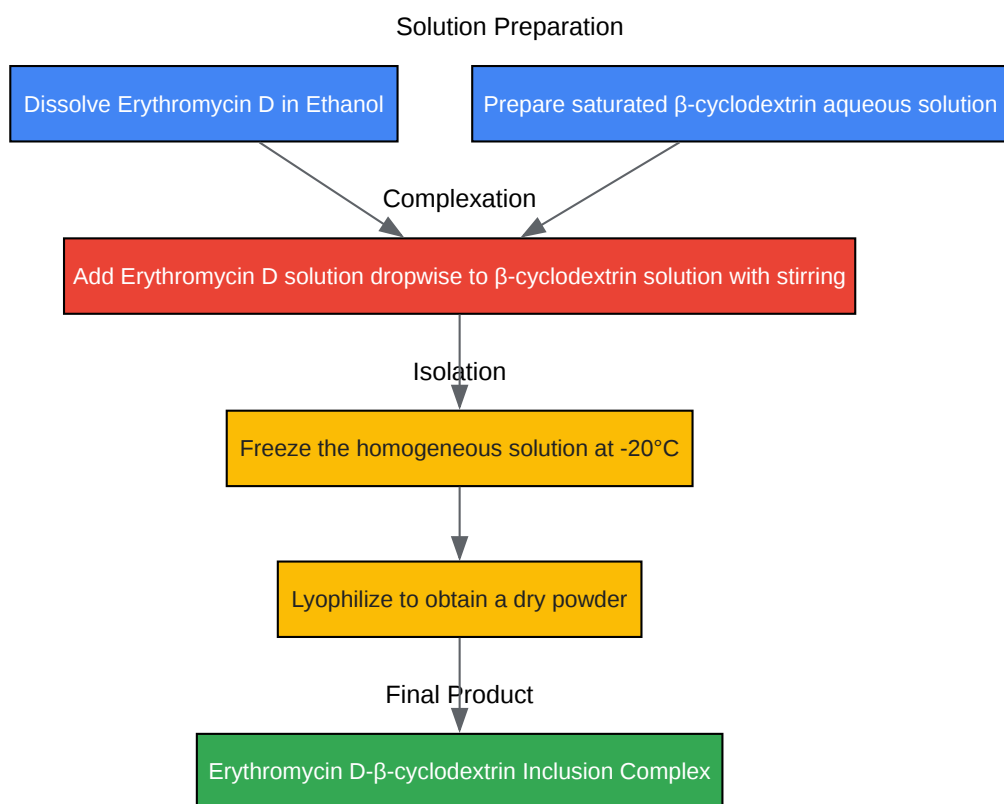 Solution Preparation
Dissolve Erythromycin D in Ethanol
Prepare saturated β-cyclodextrin aqueous solution
Complexation
Add Erythromycin D solution dropwise to β-cyclodextrin solution with stirring
Isolation
Freeze the homogeneous solution at -20°C
Lyophilize to obtain a dry powder
Final Product
Erythromycin D-β-cyclodextrin Inclusion Complex